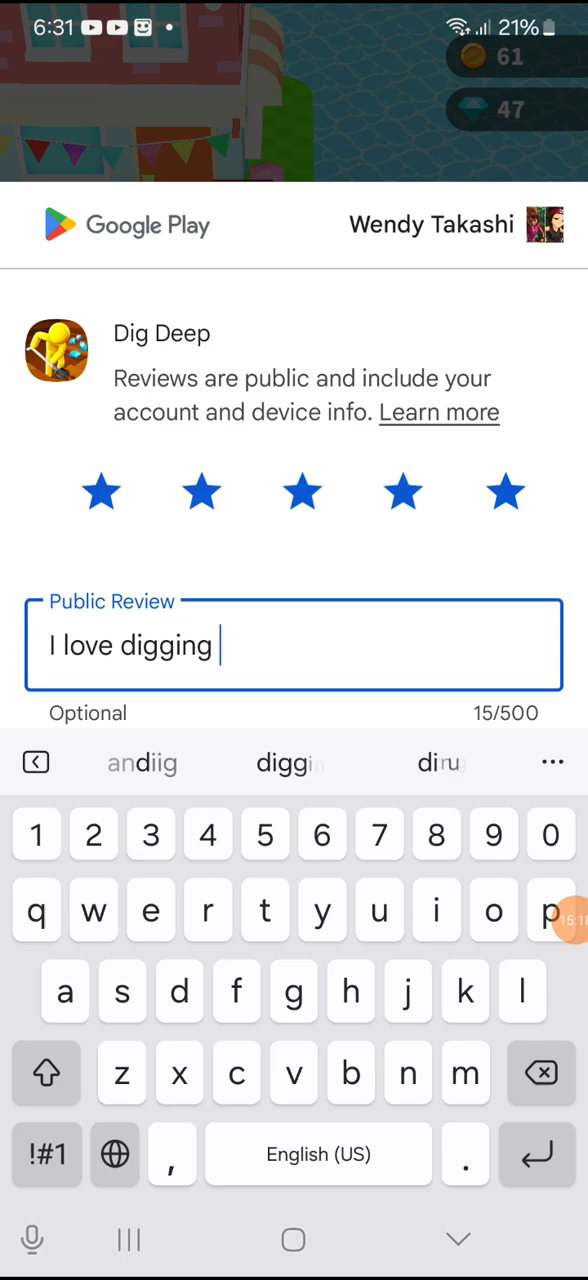 6:31
21%
61
47
Google Play
Wendy Takashi
Dig Deep
Reviews are public and include your
account and device info. Learn more
Public Review
I love digging
Optional
15/500
1 2 3 4 5 6 7 8 9 0
q w e r t y u i o p
15:18
a s d f g h j k l
z x c v b n m
!#1 , English (US) .